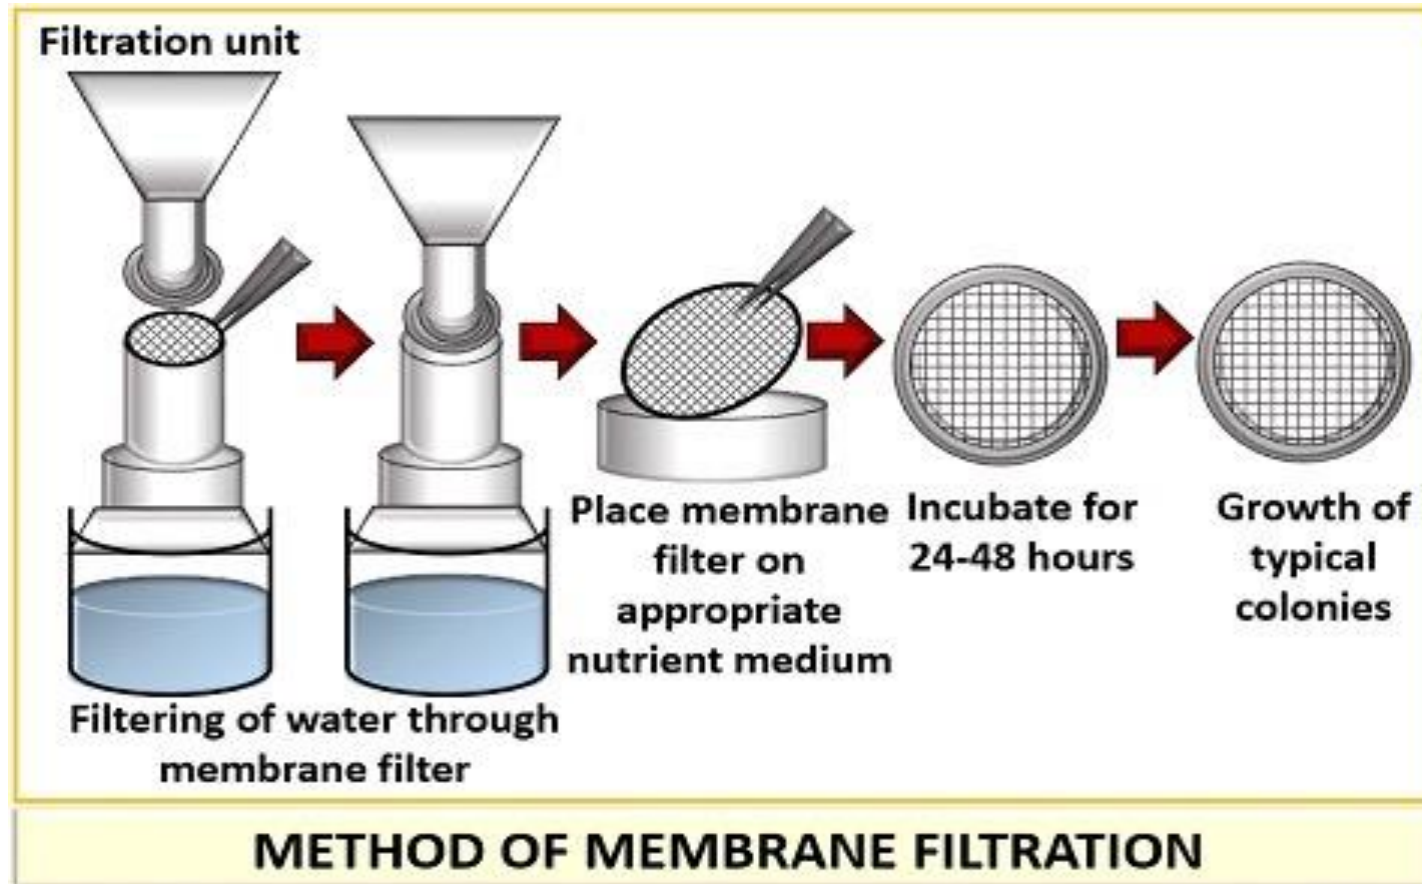 Filtration unit
Filtering of water through
membrane filter
Place membrane
filter on
appropriate
nutrient medium
Incubate for
24-48 hours
Growth of
typical
colonies
METHOD OF MEMBRANE FILTRATION